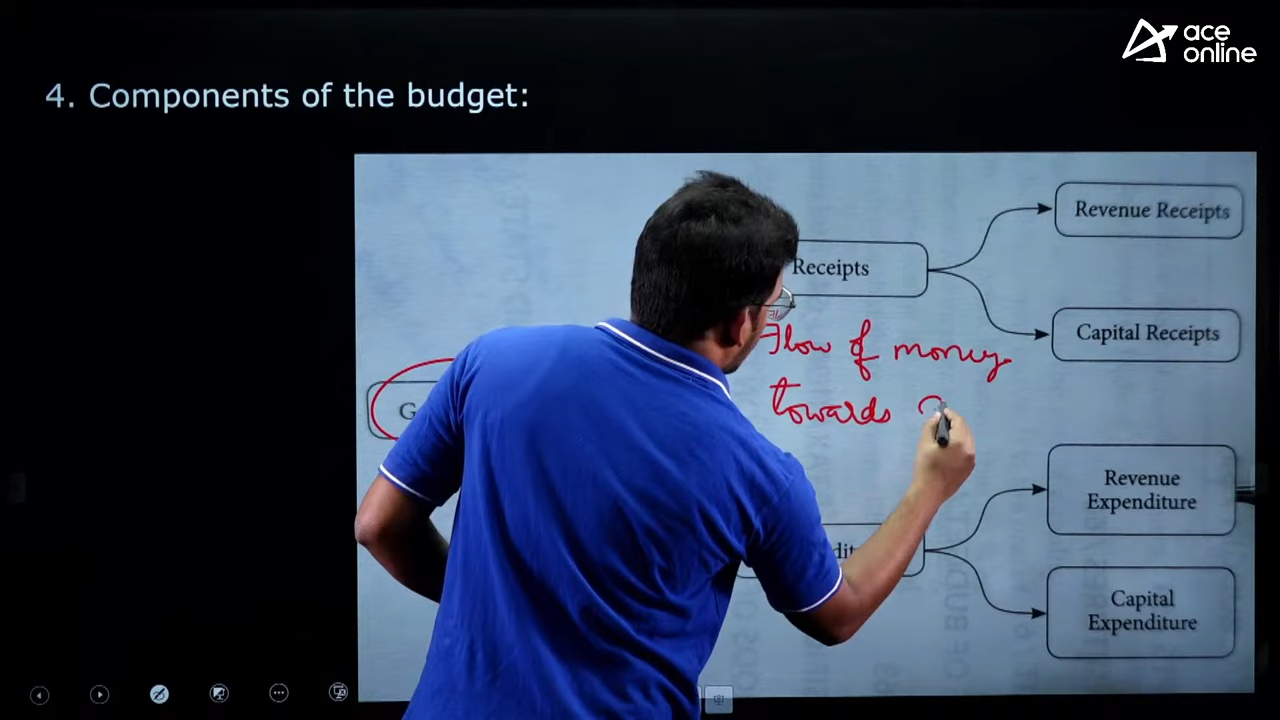 ace
online
4. Components of the budget:
Revenue Receipts
Receipts
Capital Receipts
Flow of money
towards
Revenue
Expenditure
Capital
Expenditure